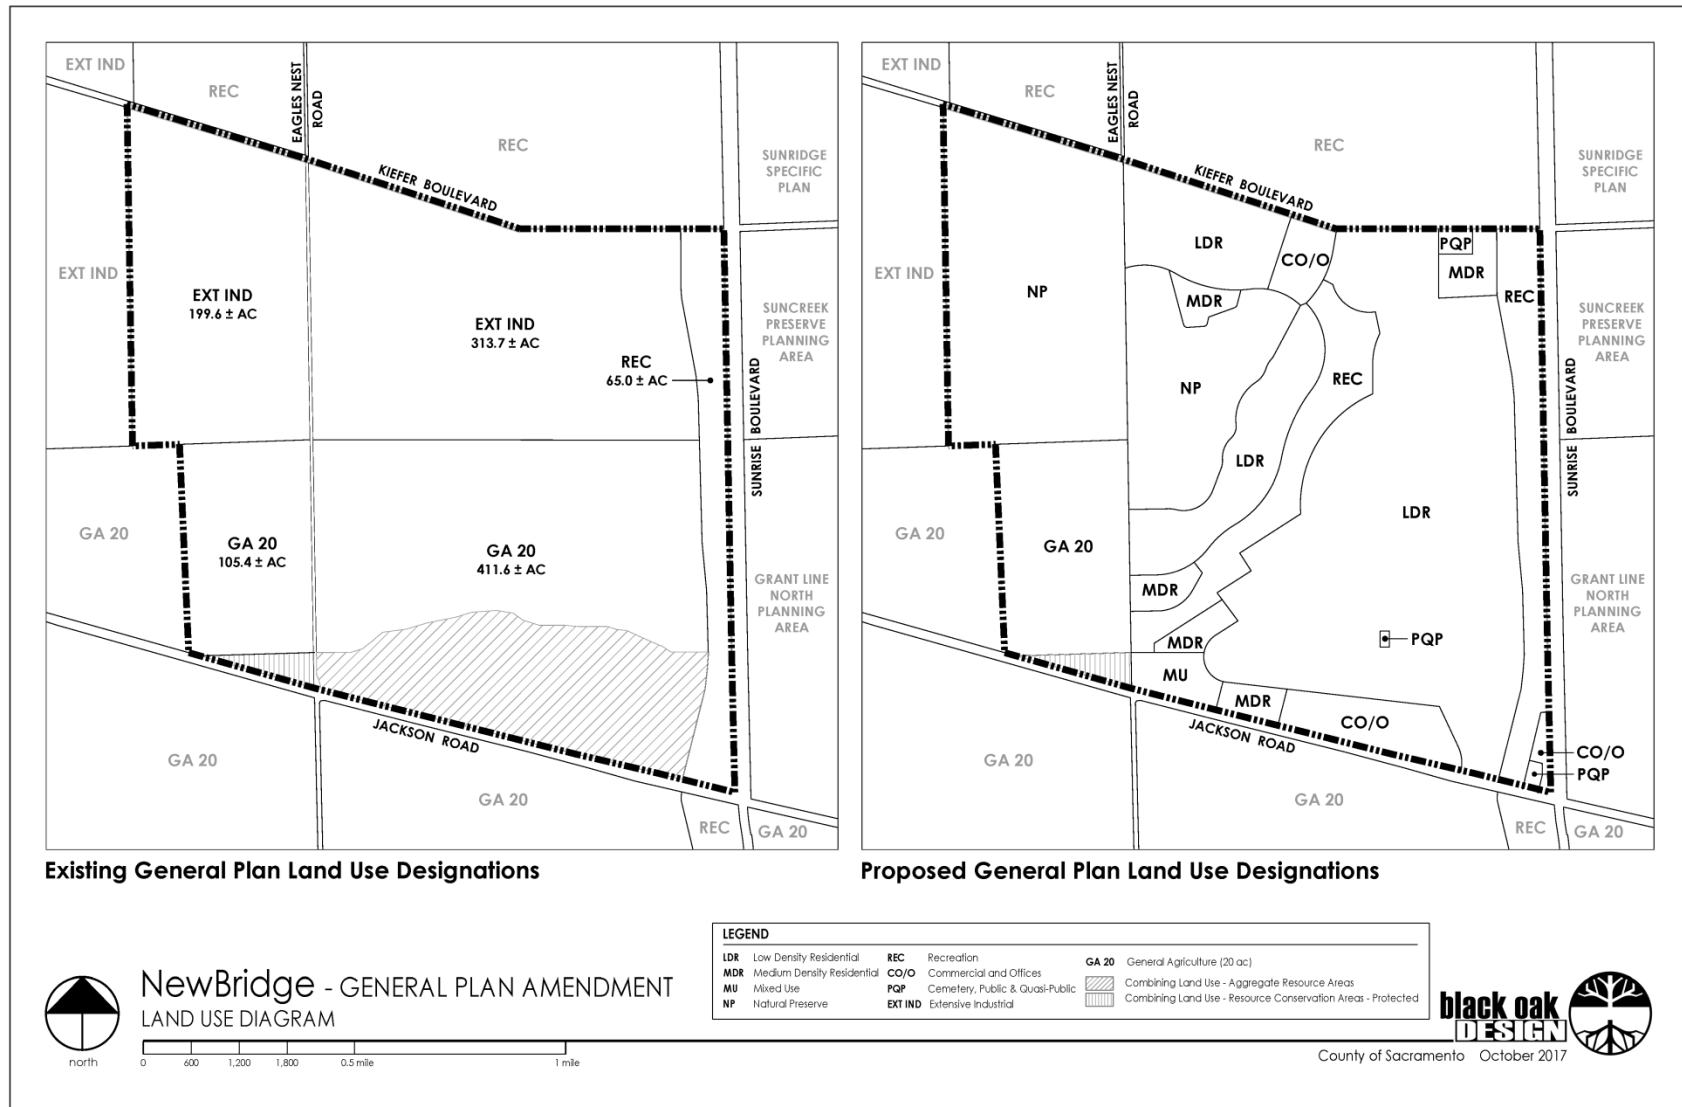 EXT IND
REC
EAGLES NEST
ROAD
REC
KIEFER BOULEVARD
SUNRIDGE
SPECIFIC
PLAN
EXT IND
EXT IND
199.6 ± AC
EXT IND
313.7 ± AC
REC
65.0 ± AC
SUNCREEK
PRESERVE
PLANNING
AREA
SUNRISE BOULEVARD
GA 20
GA 20
105.4 ± AC
GA 20
411.6 ± AC
GRANT LINE
NORTH
PLANNING
AREA
JACKSON ROAD
GA 20
GA 20
REC
GA 20
Existing General Plan Land Use Designations
EXT IND
REC
EAGLES NEST
ROAD
REC
KIEFER BOULEVARD
SUNRIDGE
SPECIFIC
PLAN
LDR
CO/O
PQP
MDR
REC
EXT IND
NP
MDR
SUNCREEK
PRESERVE
PLANNING
AREA
NP
REC
SUNRISE BOULEVARD
LDR
LDR
GA 20
GA 20
MDR
GRANT LINE
NORTH
PLANNING
AREA
MDR
PQP
MU
MDR
CO/O
JACKSON ROAD
CO/O
PQP
GA 20
GA 20
REC
GA 20
Proposed General Plan Land Use Designations
LEGEND
LDR Low Density Residential
MDR Medium Density Residential
MU Mixed Use
NP Natural Preserve
REC Recreation
CO/O Commercial and Offices
PQP Cemetery, Public & Quasi-Public
EXT IND Extensive Industrial
GA 20 General Agriculture (20 ac)
Combining Land Use - Aggregate Resource Areas
Combining Land Use - Resource Conservation Areas - Protected
NewBridge - GENERAL PLAN AMENDMENT
LAND USE DIAGRAM
north
0 600 1,200 1,800 0.5 mile 1 mile
black oak
DESIGN
County of Sacramento October 2017